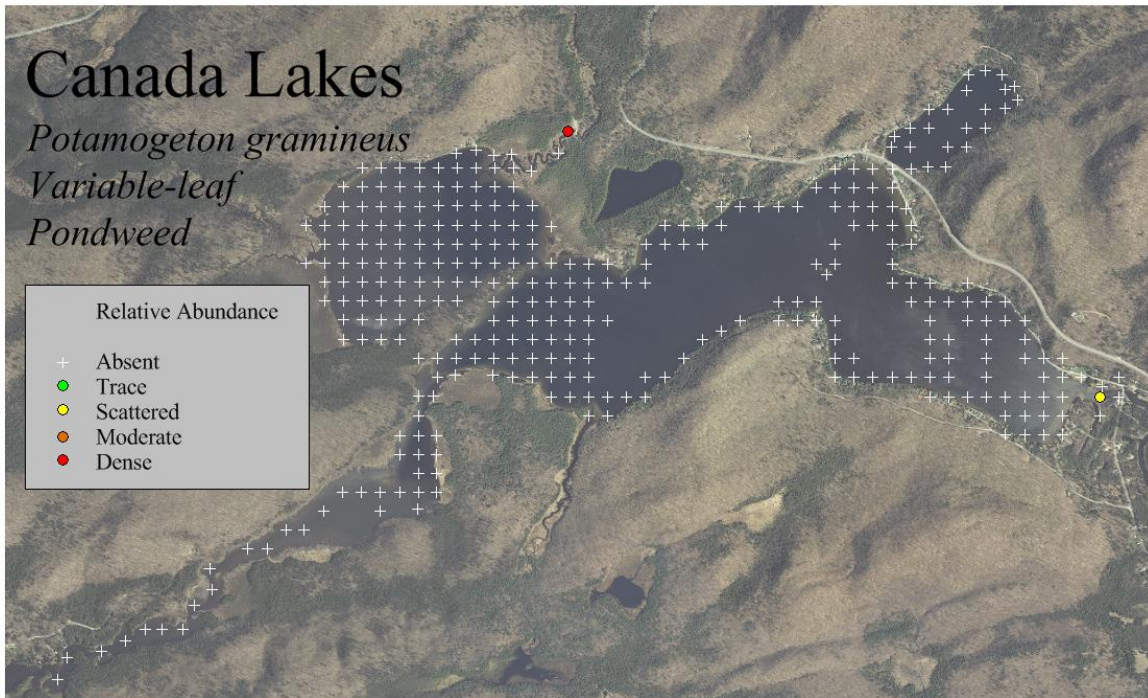 Canada Lakes
Potamogeton gramineus
Variable-leaf
Pondweed
Relative Abundance
Absent
Trace
Scattered
Moderate
Dense